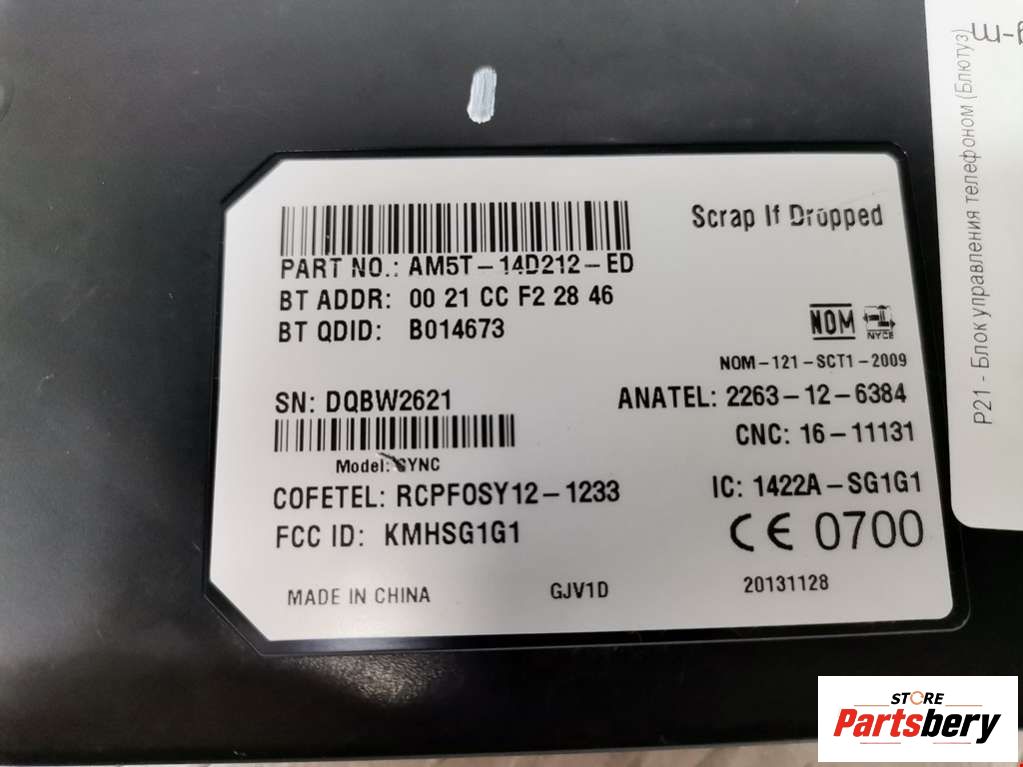 Scrap If Dropped
PART NO.: AM5T-14D212-ED
BT ADDR: 00 21 CC F2 28 46
BT QDID: B014673
NOM
NYCE
NOM-121-SCT1-2009
SN: DQBW2621
ANATEL: 2263-12-6384
CNC: 16-11131
Model: SYNC
COFETEL: RCPFOSY12-1233
IC: 1422A-SG1G1
FCC ID: KMHSG1G1
CE 0700
MADE IN CHINA
GJV1D
20131128
P21 - Блок управления телефоном (Блютуз)
STORE
Partsbery